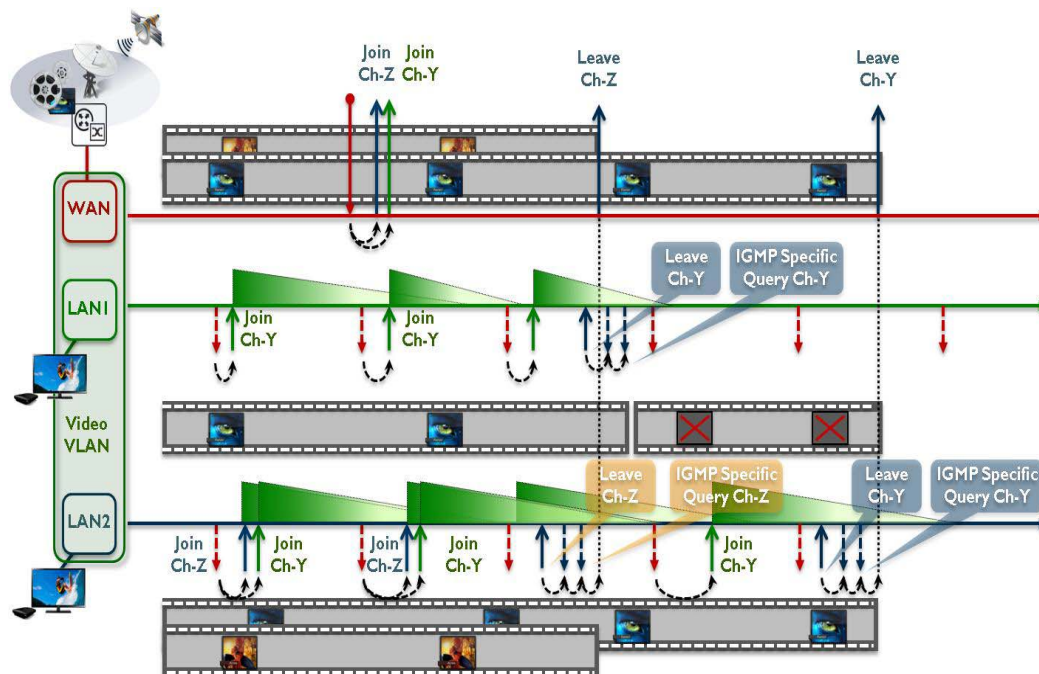 Join
Ch-Z
Join
Ch-Y
Leave
Ch-Z
Leave
Ch-Y
WAN
Leave
Ch-Y
IGMP Specific
Query Ch-Y
LAN1
Join
Ch-Y
Join
Ch-Y
Video
VLAN
Leave
Ch-Z
IGMP Specific
Query Ch-Z
Leave
Ch-Y
IGMP Specific
Query Ch-Y
LAN2
Join
Ch-Z
Join
Ch-Y
Join
Ch-Z
Join
Ch-Y
Join
Ch-Y